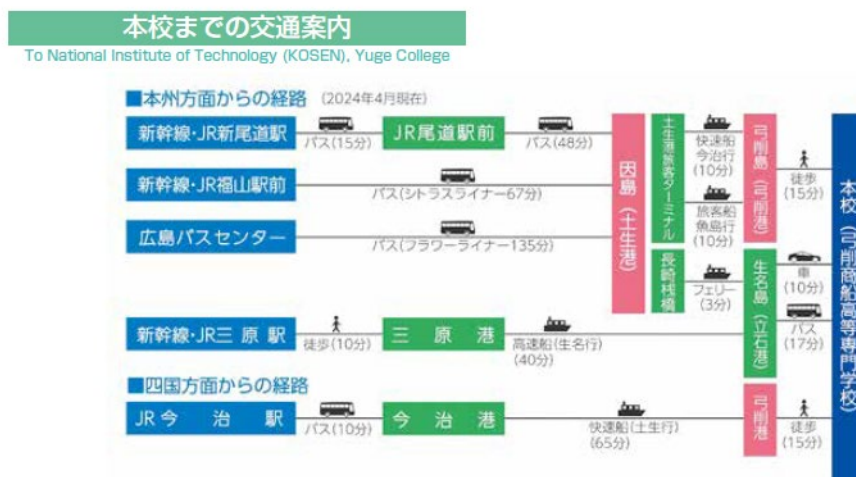 本校までの交通案内
To National Institute of Technology (KOSEN), Yuge College
■本州方面からの経路 (2024年4月現在)
新幹線・JR新尾道駅
バス(15分)
JR尾道駅前
バス(48分)
新幹線・JR福山駅前
バス(シトラスライナー67分)
広島バスセンター
バス(フラワーライナー135分)
因島(土生港)
土生港旅客ターミナル
快速船
今治行
(10分)
旅客船
魚島行
(10分)
弓削島(弓削港)
徒歩
(15分)
長崎桟橋
フェリー
(3分)
生名島(立石港)
車
(10分)
バス
(17分)
新幹線・JR三原駅
徒歩(10分)
三原港
高速船(生名行)
(40分)
■四国方面からの経路
JR今治駅
バス(10分)
今治港
快速船(土生行)
(65分)
弓削港
徒歩
(15分)
本校(弓削商船高等専門学校)